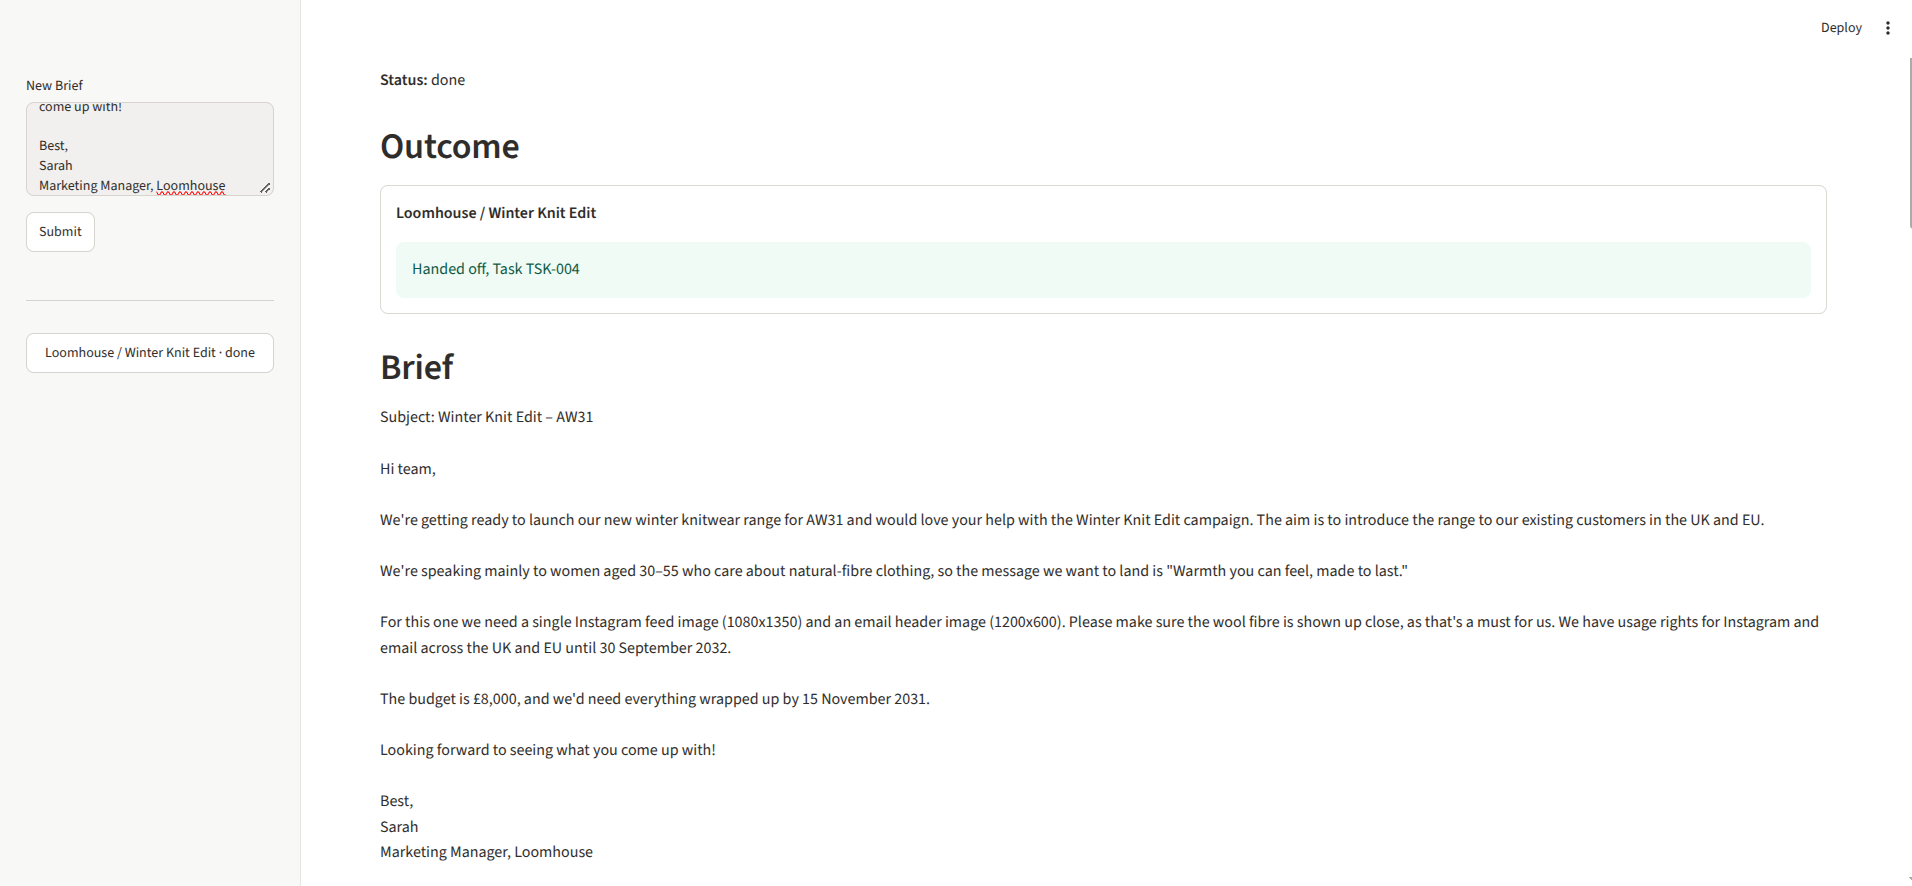 Deploy
New Brief
come up with!
Best,
Sarah
Marketing Manager, Loomhouse
Submit
Loomhouse / Winter Knit Edit · done
Status: done
Outcome
Loomhouse / Winter Knit Edit
Handed off, Task TSK-004
Brief
Subject: Winter Knit Edit – AW31
Hi team,
We're getting ready to launch our new winter knitwear range for AW31 and would love your help with the Winter Knit Edit campaign. The aim is to introduce the range to our existing customers in the UK and EU.
We're speaking mainly to women aged 30–55 who care about natural-fibre clothing, so the message we want to land is "Warmth you can feel, made to last."
For this one we need a single Instagram feed image (1080x1350) and an email header image (1200x600). Please make sure the wool fibre is shown up close, as that's a must for us. We have usage rights for Instagram and
email across the UK and EU until 30 September 2032.
The budget is £8,000, and we'd need everything wrapped up by 15 November 2031.
Looking forward to seeing what you come up with!
Best,
Sarah
Marketing Manager, Loomhouse